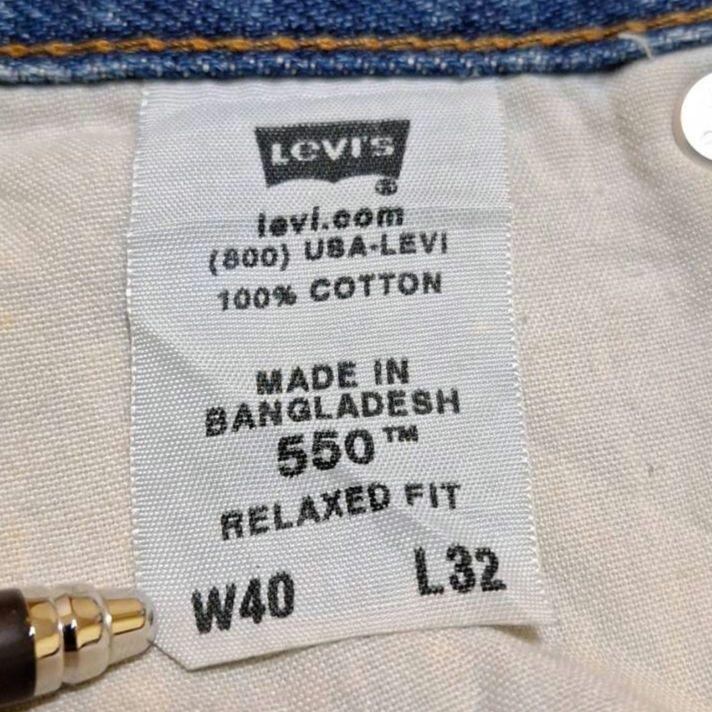 LEVI'S
®
levi.com
(800) USA-LEVI
100% COTTON
MADE IN
BANGLADESH
550™
RELAXED FIT
W40 L32